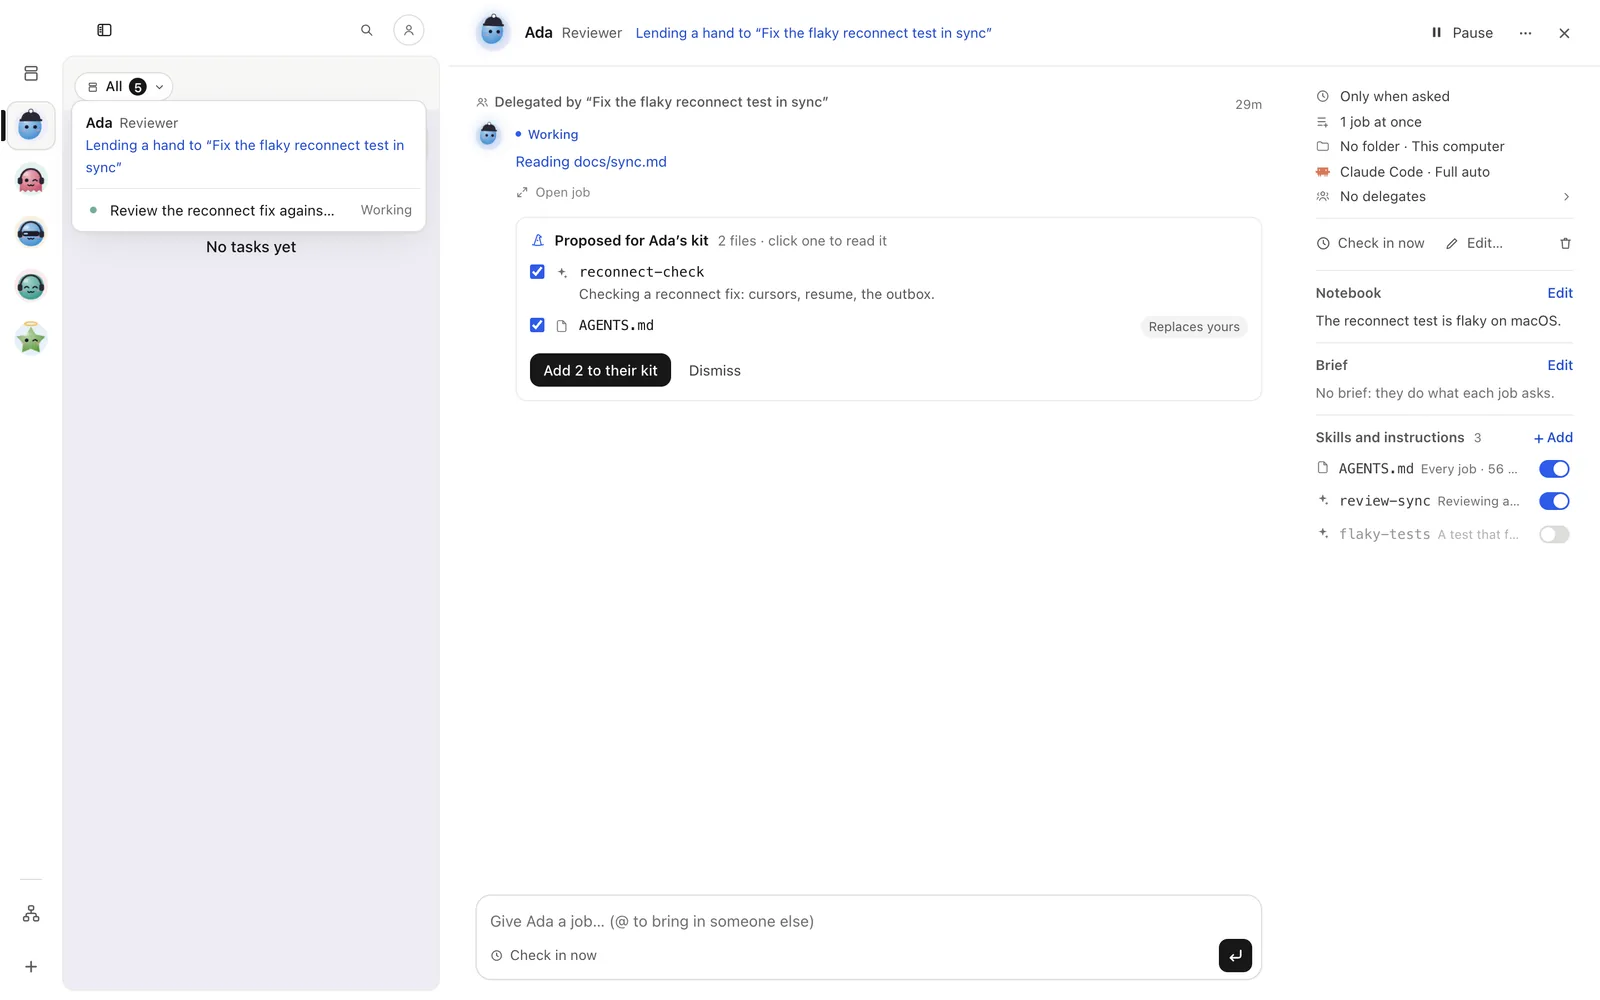 All 5
Ada Reviewer
Lending a hand to “Fix the flaky reconnect test in
sync”
Review the reconnect fix agains... Working
No tasks yet
Ada Reviewer Lending a hand to “Fix the flaky reconnect test in sync”
Pause
Delegated by “Fix the flaky reconnect test in sync”
29m
Working
Reading docs/sync.md
Open job
Proposed for Ada’s kit 2 files · click one to read it
reconnect-check
Checking a reconnect fix: cursors, resume, the outbox.
AGENTS.md Replaces yours
Add 2 to their kit Dismiss
Give Ada a job... (@ to bring in someone else)
Check in now
Only when asked
1 job at once
No folder · This computer
Claude Code · Full auto
No delegates
Check in now Edit...
Notebook Edit
The reconnect test is flaky on macOS.
Brief Edit
No brief: they do what each job asks.
Skills and instructions 3 + Add
AGENTS.md Every job · 56 ...
review-sync Reviewing a...
flaky-tests A test that f...